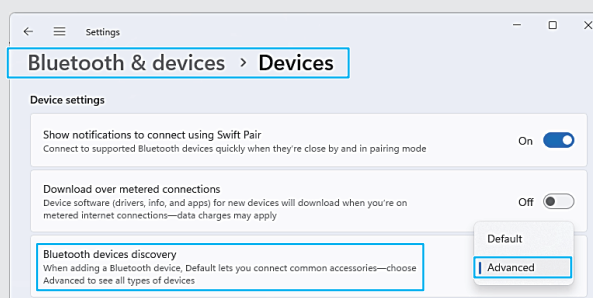 Settings
Bluetooth & devices > Devices
Device settings
Show notifications to connect using Swift Pair
Connect to supported Bluetooth devices quickly when they're close by and in pairing mode
On
Download over metered connections
Device software (drivers, info, and apps) for new devices will download when you're on
metered internet connections—data charges may apply
Off
Bluetooth devices discovery
When adding a Bluetooth device, Default lets you connect common accessories—choose
Advanced to see all types of devices
Default
Advanced